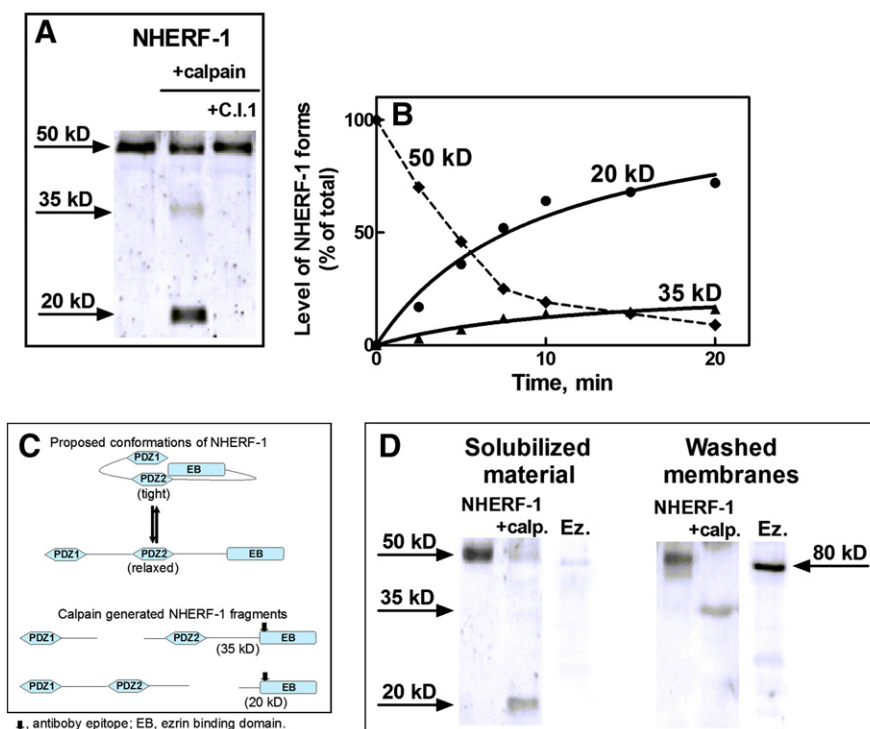 A
NHERF-1
+calpain
+C.I.1
50 kD
35 kD
20 kD
B
Level of NHERF-1 forms
(% of total)
100
50
0
50 kD
20 kD
35 kD
0
10
20
Time, min
C
Proposed conformations of NHERF-1
PDZ1
PDZ2
EB
(tight)
PDZ1
PDZ2
EB
(relaxed)
Calpain generated NHERF-1 fragments
PDZ1
PDZ2
EB
(35 kD)
PDZ1
PDZ2
EB
(20 kD)
, antiboby epitope; EB, ezrin binding domain.
D
Solubilized
material
Washed
membranes
NHERF-1
+calp.
Ez.
NHERF-1
+calp.
Ez.
50 kD
35 kD
20 kD
80 kD